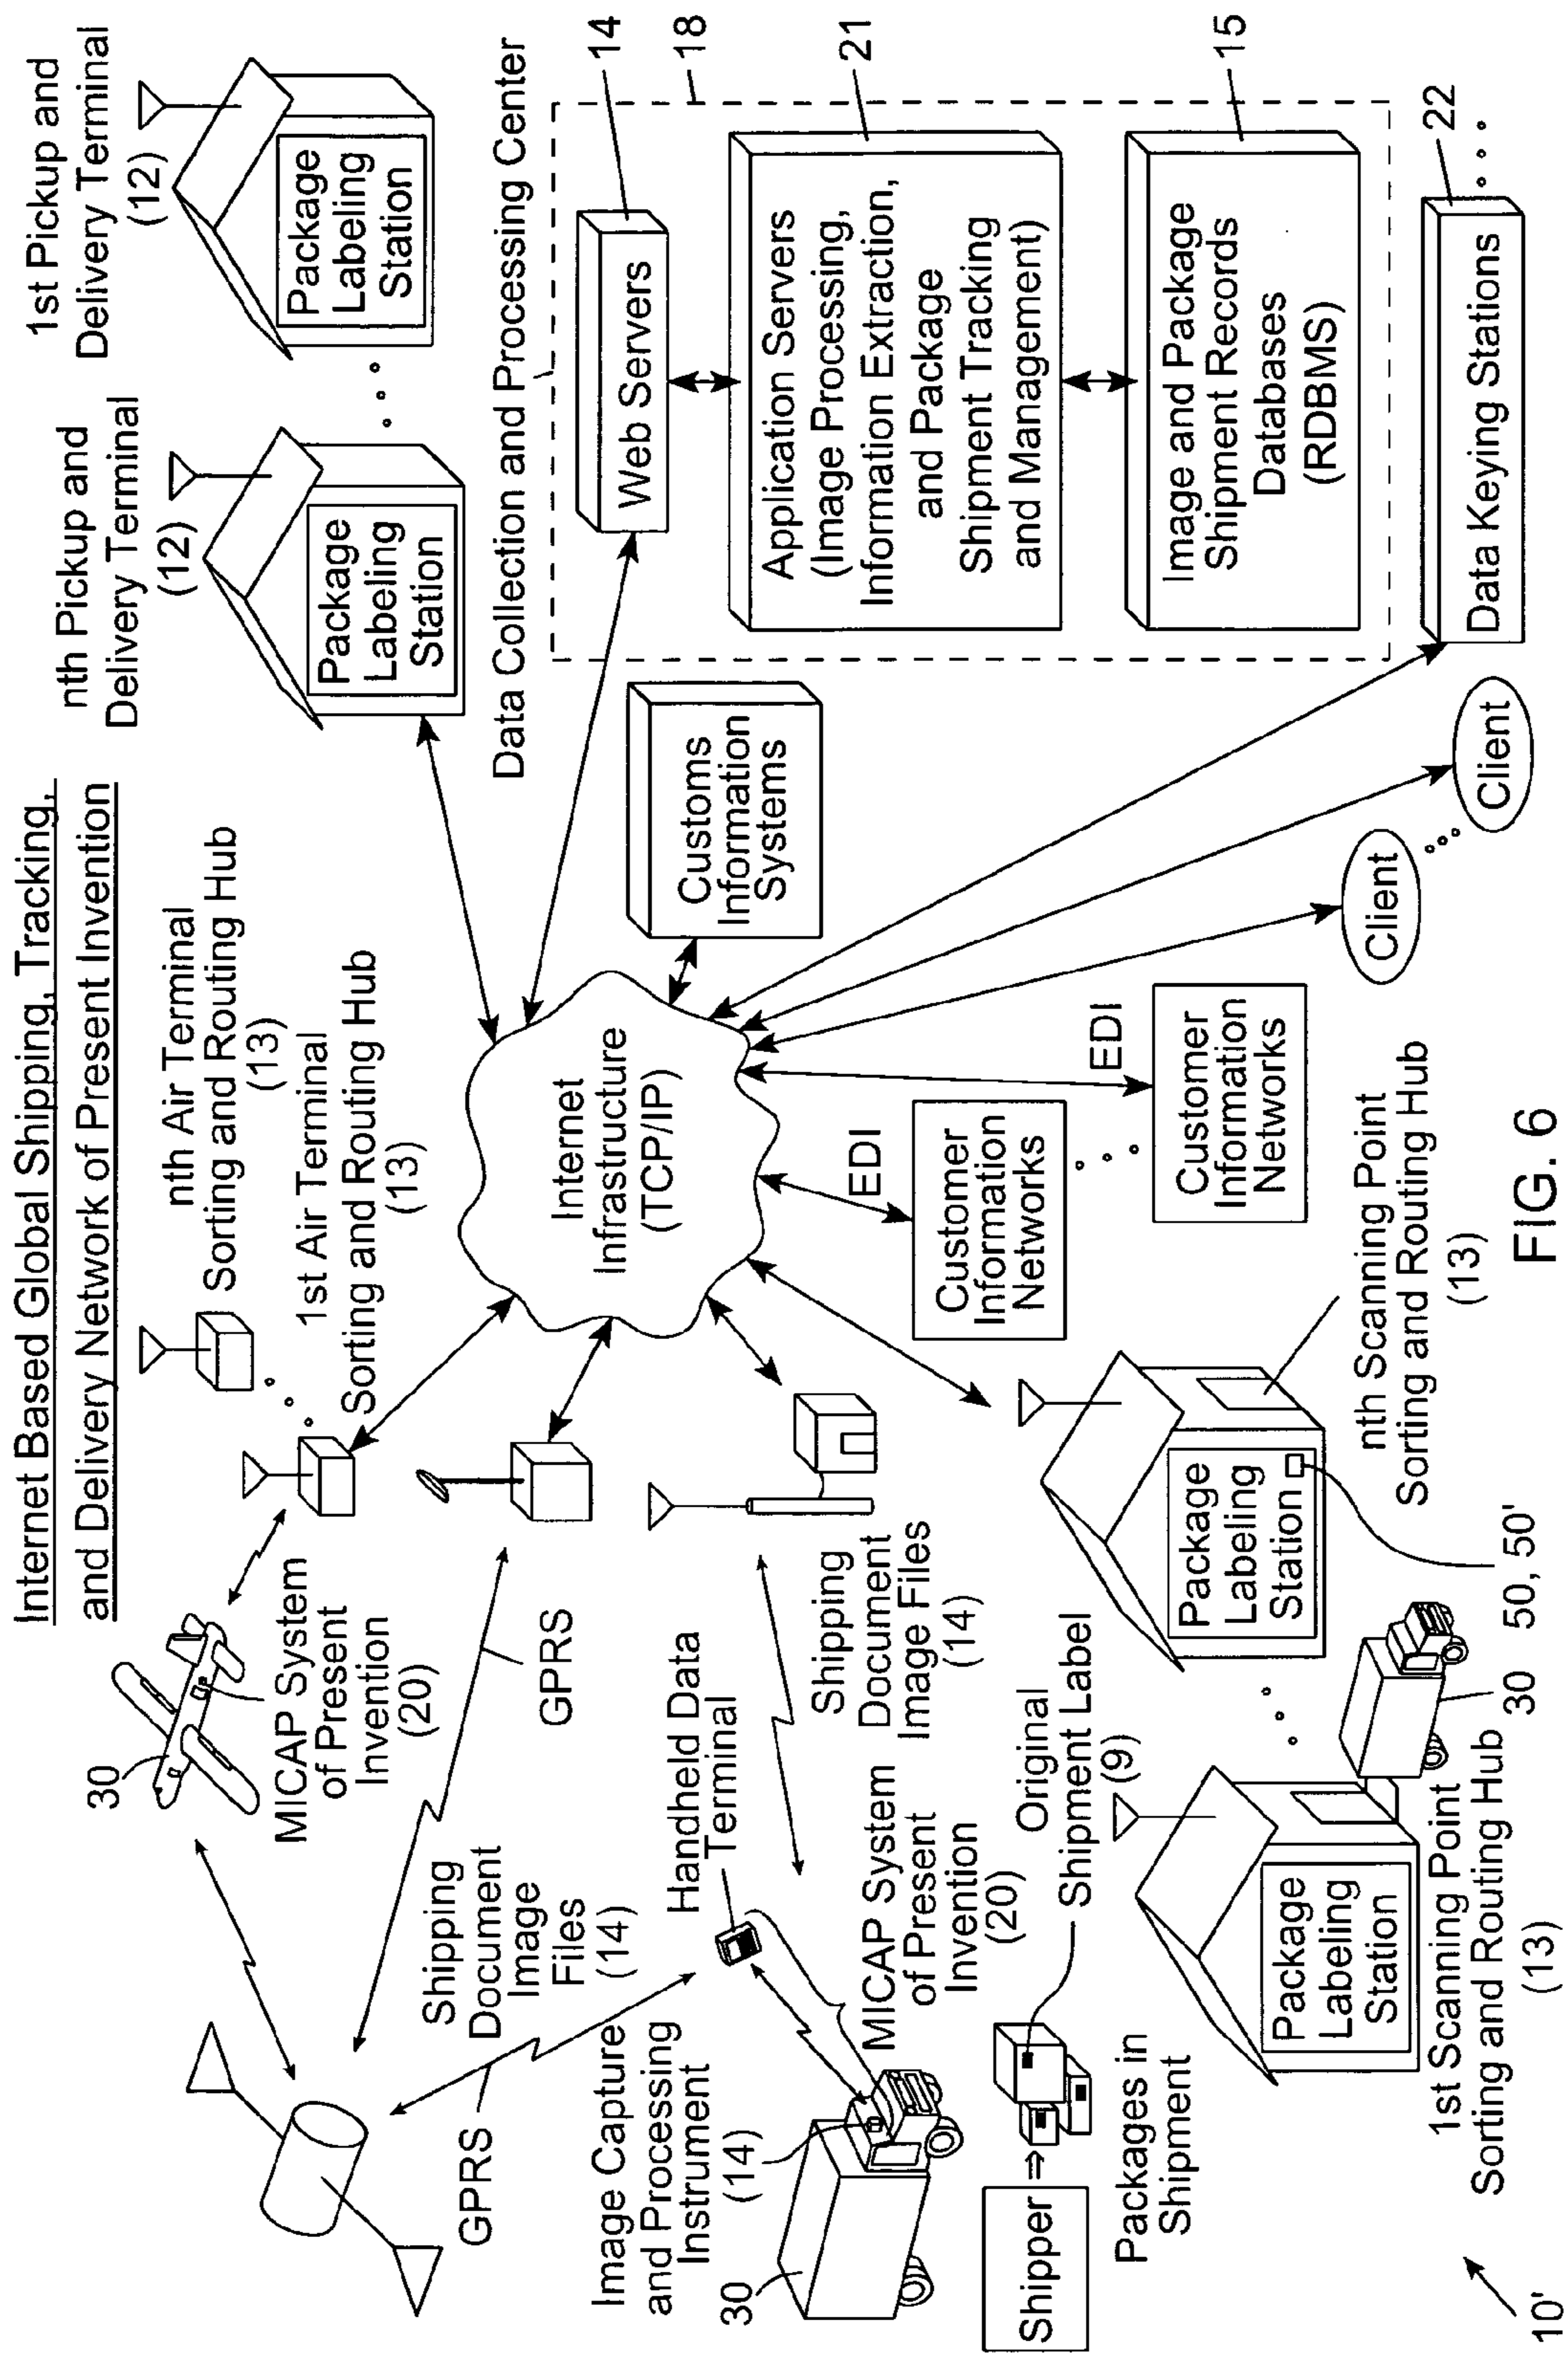 Internet Based Global Shipping, Tracking,
and Delivery Network of Present Invention
30
MICAP System
of Present
Invention
(20)
nth Air Terminal
Sorting and Routing Hub
(13)
1st Air Terminal
Sorting and Routing Hub
(13)
nth Pickup and
Delivery Terminal
(12)
Package
Labeling
Station
1st Pickup and
Delivery Terminal
(12)
Package
Labeling
Station
GPRS
GPRS
Shipping
Document
Image
Files
(14)
Handheld Data
Terminal
Image Capture
and Processing
Instrument
(14)
30
MICAP System
of Present
Invention
(20)
Shipping
Document
Image Files
(14)
Internet
Infrastructure
(TCP/IP)
Data Collection and Processing Center
Web Servers
14
18
Application Servers
(Image Processing,
Information Extraction,
and Package
Shipment Tracking
and Management)
21
Image and Package
Shipment Records
Databases
(RDBMS)
15
Data Keying Stations
22
Customs
Information
Systems
Client
Client
EDI
Customer
Information
Networks
EDI
Customer
Information
Networks
Shipper ⇒
Packages in
Shipment
Original
Shipment Label
(9)
Package
Labeling
Station
1st Scanning Point
Sorting and Routing Hub
(13)
30
Package
Labeling
Station
50, 50'
nth Scanning Point
Sorting and Routing Hub
(13)
10'
FIG. 6